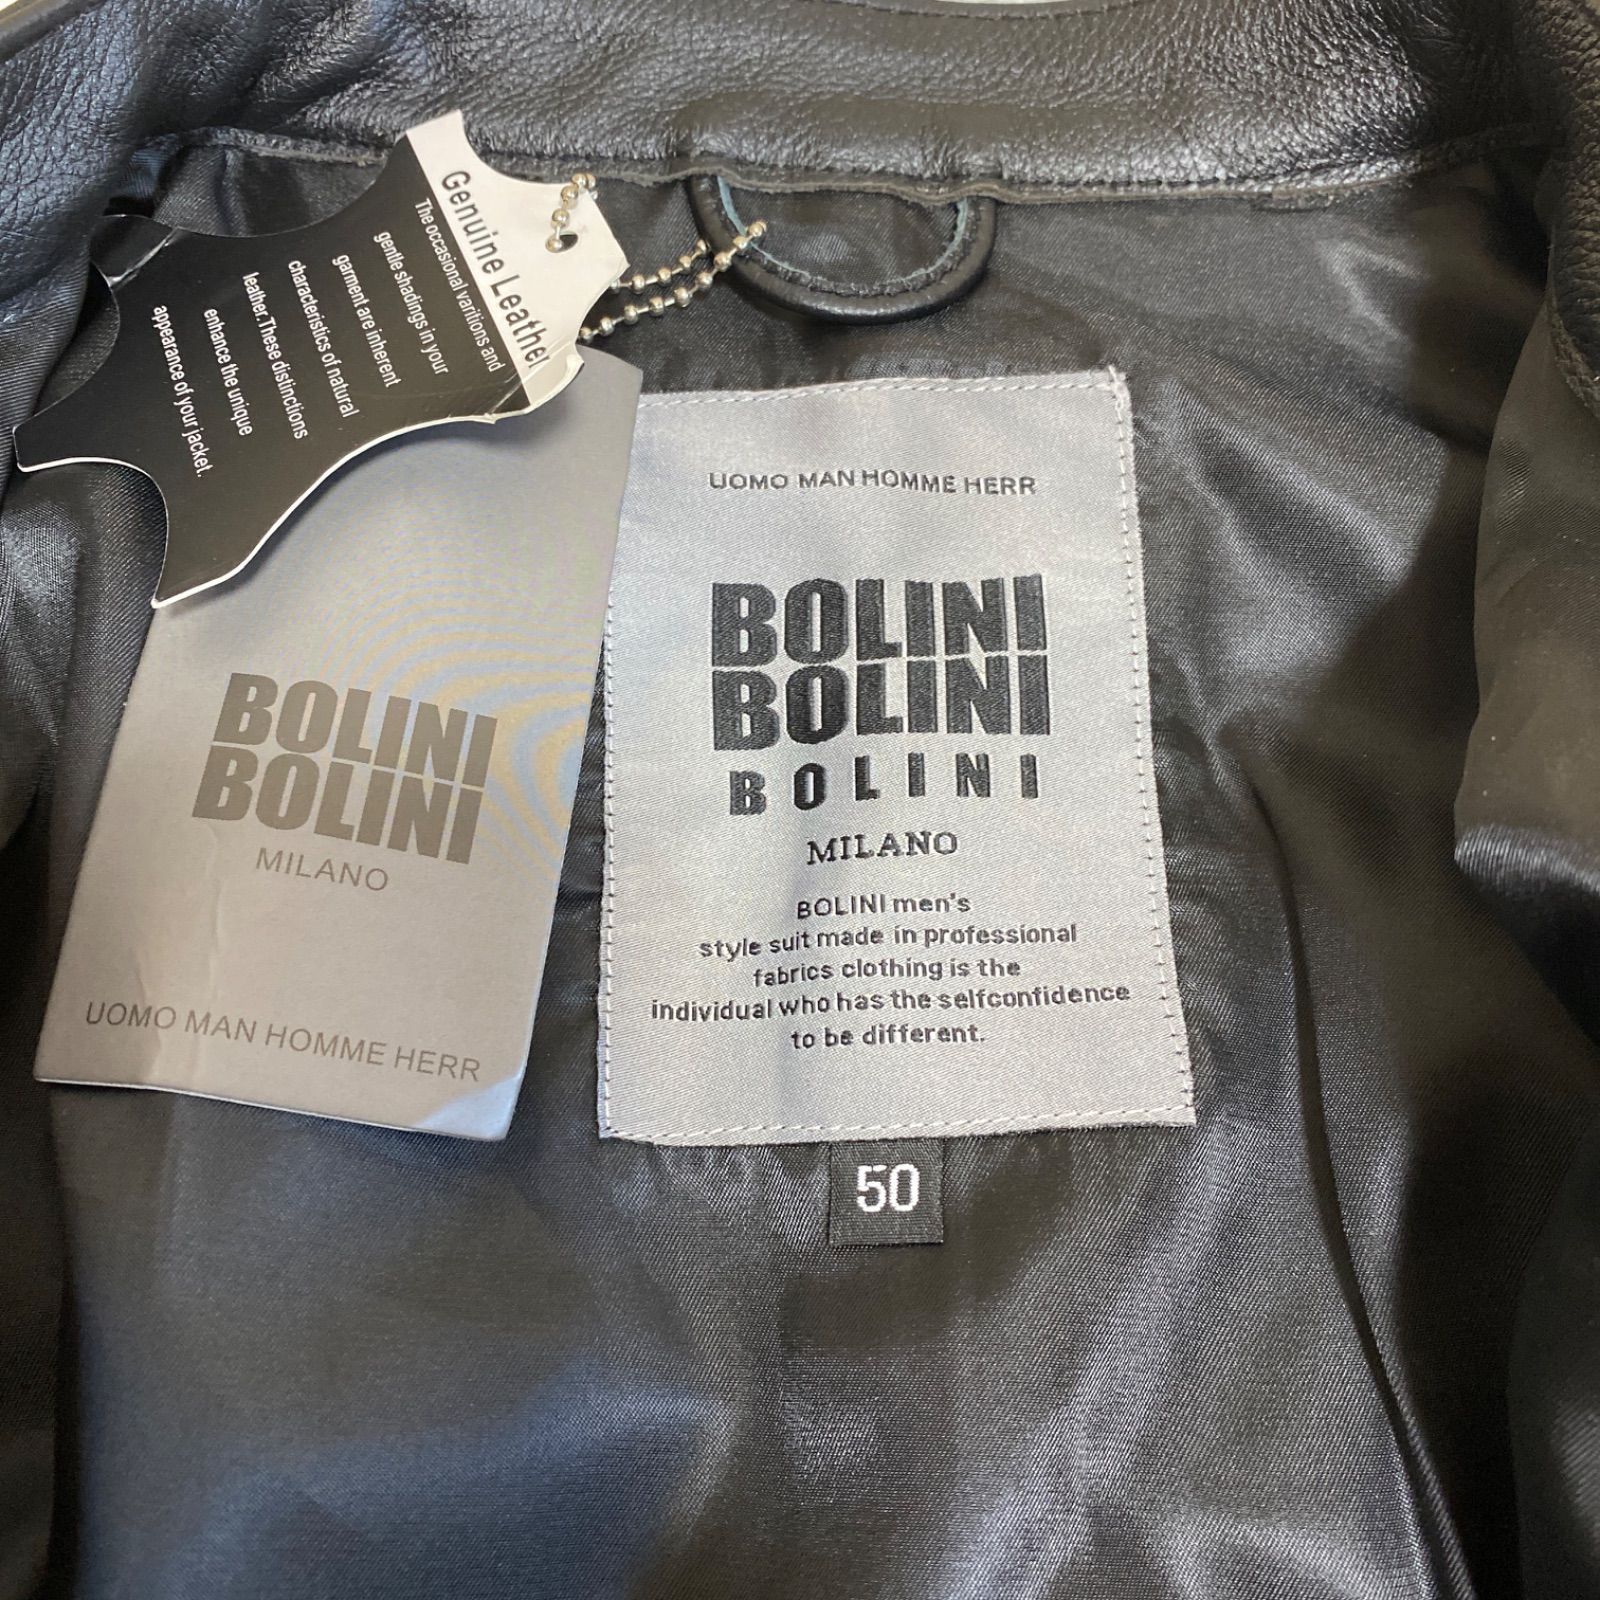 Genuine Leather
The occasional varitions and
gentle shadings in your
garment are inherent
characteristics of natural
leather.These distinctions
enhance the unique
appearance of your jacket.
BOLINI
BOLINI
MILANO
UOMO MAN HOMME HERR
UOMO MAN HOMME HERR
BOLINI
BOLINI
BOLINI
MILANO
BOLINI men's
style suit made in professional
fabrics clothing is the
individual who has the selfconfidence
to be different.
50